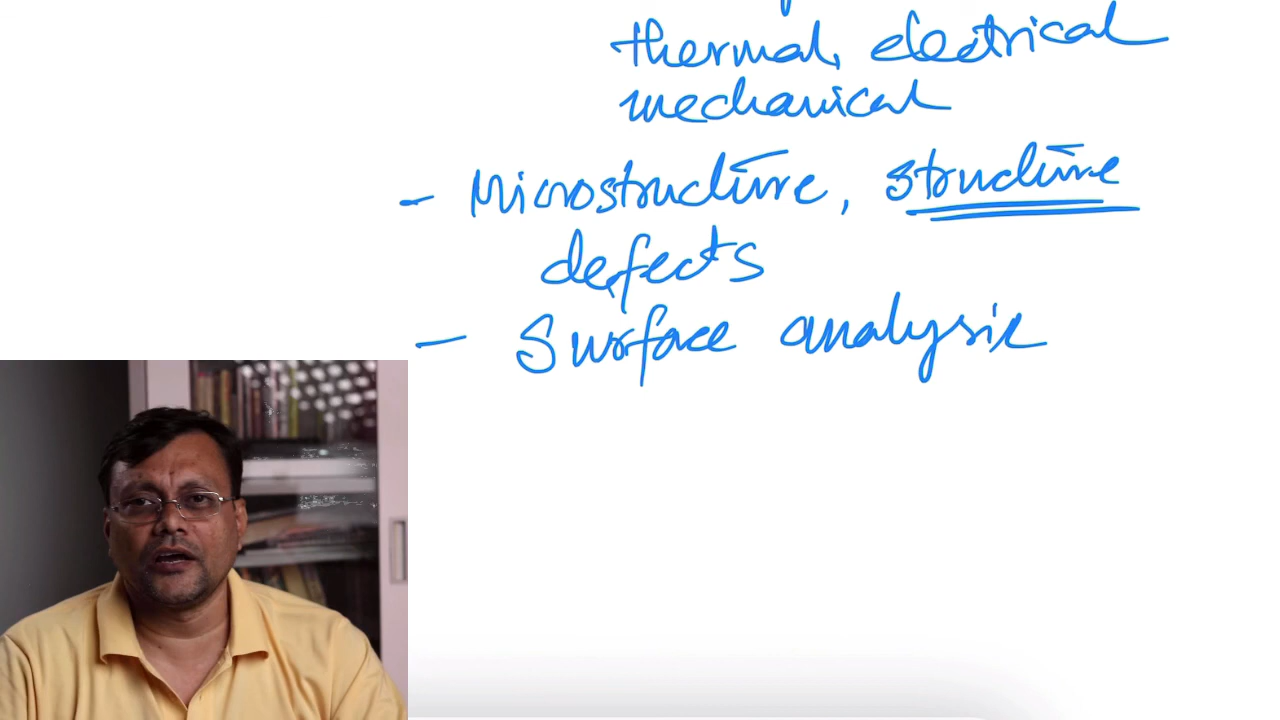 thermal, electrical
mechanical
- Microstructure, structure
defects
- Surface analysis